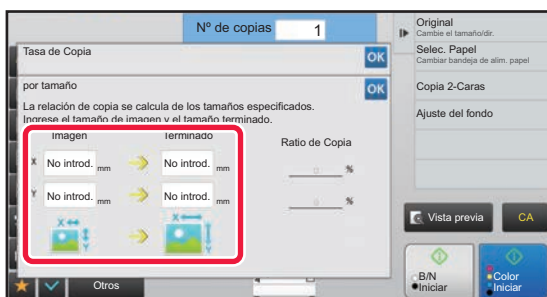 Nº de copias 1
Tasa de Copia
OK
por tamaño
OK
La relación de copia se calcula de los tamaños especificados.
Ingrese el tamaño de imagen y el tamaño terminado.
Imagen Terminado
Ratio de Copia
X No introd. mm No introd. mm %
Y No introd. mm No introd. mm %
X Y X Y
Otros
Original
Cambie el tamaño/dir.
Selec. Papel
Cambiar bandeja de alim. papel
Copia 2-Caras
Ajuste del fondo
Vista previa
CA
B/N
Iniciar
Color
Iniciar